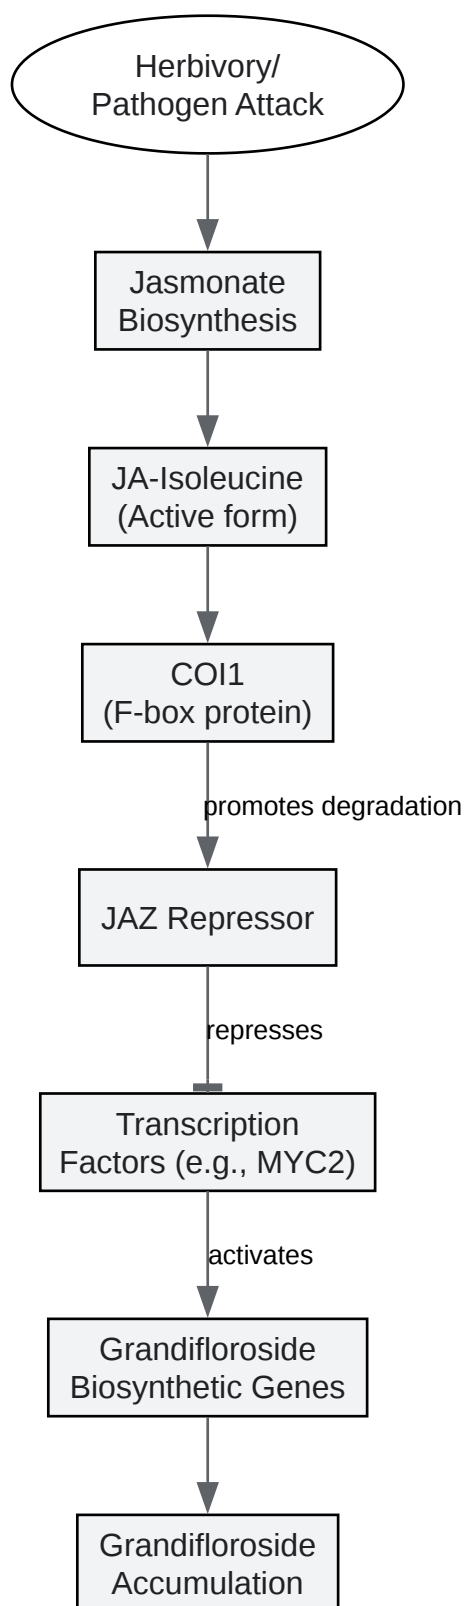 Herbivory/
Pathogen Attack
Jasmonate
Biosynthesis
JA-Isoleucine
(Active form)
COI1
(F-box protein)
promotes degradation
JAZ Repressor
represses
Transcription
Factors (e.g., MYC2)
activates
Grandifloroside
Biosynthetic Genes
Grandifloroside
Accumulation